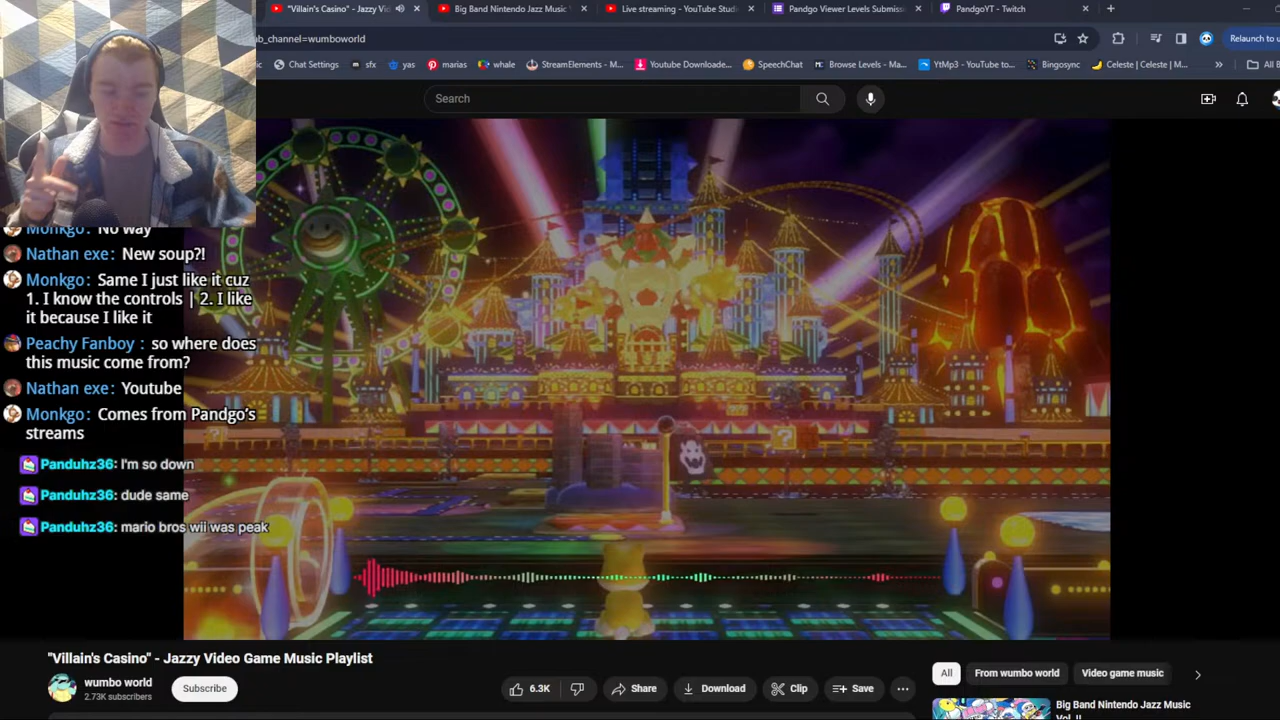 "Villain's Casino" - Jazzy Vi
Big Band Nintendo Jazz Music
Live streaming - YouTube Stud
Pandgo Viewer Levels Submiss
PandgoYT - Twitch
b_channel=wumboworld
Relaunch to u
Chat Settings
sfx
yas
marias
whale
StreamElements - M...
Youtube Downloade...
SpeechChat
Browse Levels - Ma...
YtMp3 - YouTube to...
Bingosync
Celeste | Celeste | M...
»
All B
Search
Monkgo: No way
Nathan exe: New soup?!
Monkgo: Same I just like it cuz
1. I know the controls | 2. I like
it because I like it
Peachy Fanboy : so where does
this music come from?
Nathan exe: Youtube
Monkgo: Comes from Pandgo's
streams
Panduhz36: I'm so down
Panduhz36: dude same
Panduhz36: mario bros wii was peak
"Villain's Casino" - Jazzy Video Game Music Playlist
wumbo world
2.73K subscribers
Subscribe
6.3K
Share
Download
Clip
Save
All
From wumbo world
Video game music
Big Band Nintendo Jazz Music
Vol. II